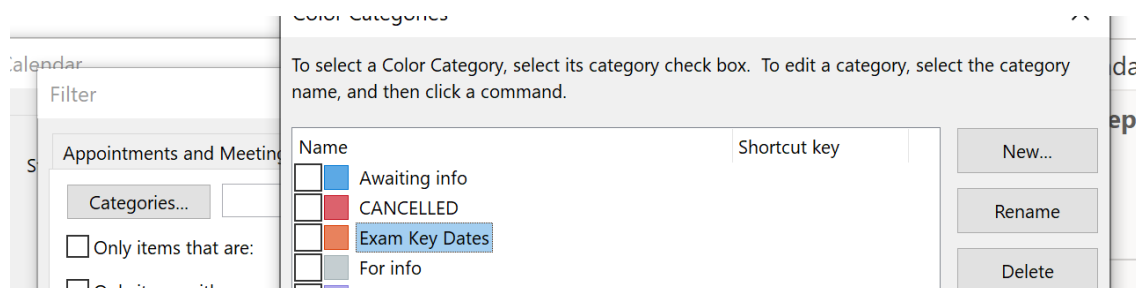 Color Categories
Calendar
To select a Color Category, select its category check box. To edit a category, select the category
name, and then click a command.
Filter
Name
Shortcut key
New...
Appointments and Meeting
Awaiting info
Categories...
CANCELLED
Rename
Exam Key Dates
Only items that are:
For info
Delete